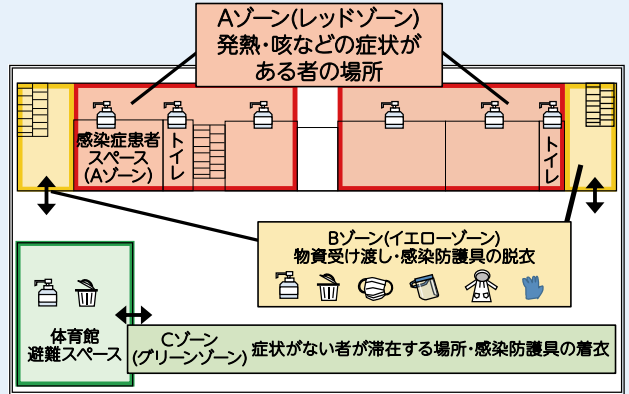 Aゾーン(レッドゾーン)
発熱・咳などの症状が
ある者の場所
感染症患者
スペース
(Aゾーン)
トイレ
トイレ
Bゾーン(イエローゾーン)
物資受け渡し・感染防護具の脱衣
体育館
避難スペース
Cゾーン
(グリーンゾーン)
症状がない者が滞在する場所・感染防護具の着衣